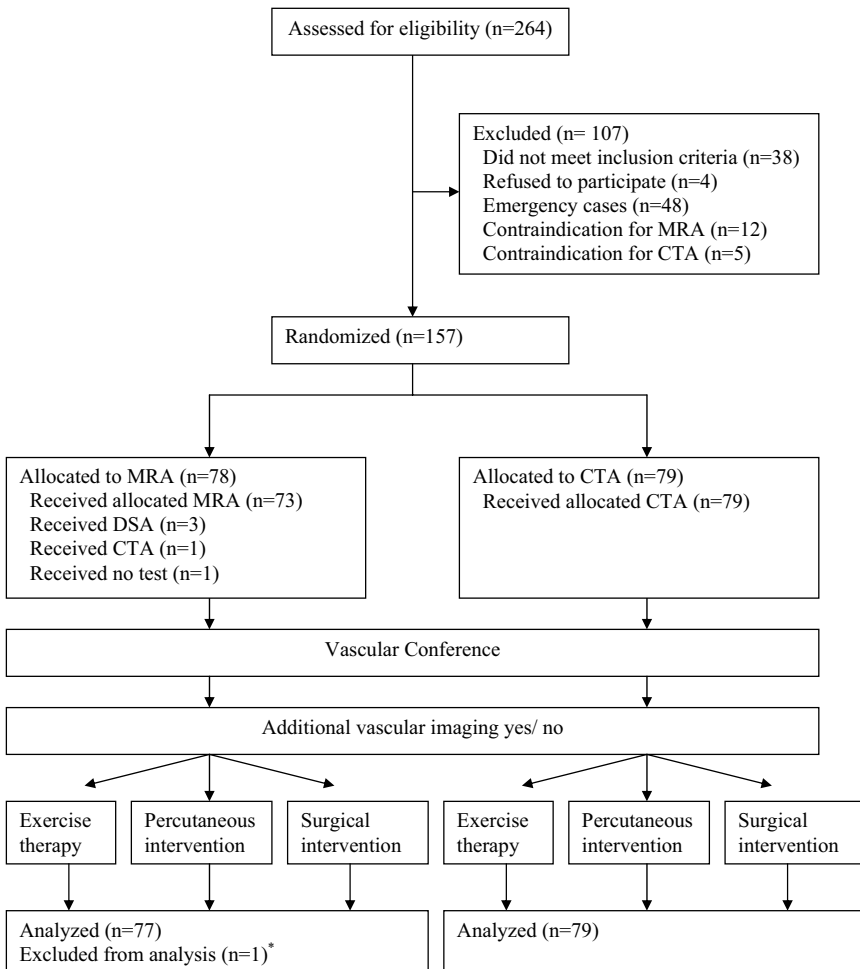 Assessed for eligibility (n=264)
Excluded (n= 107)
Did not meet inclusion criteria (n=38)
Refused to participate (n=4)
Emergency cases (n=48)
Contraindication for MRA (n=12)
Contraindication for CTA (n=5)
Randomized (n=157)
Allocated to MRA (n=78)
Received allocated MRA (n=73)
Received DSA (n=3)
Received CTA (n=1)
Received no test (n=1)
Allocated to CTA (n=79)
Received allocated CTA (n=79)
Vascular Conference
Additional vascular imaging yes/ no
Exercise
therapy
Percutaneous
intervention
Surgical
intervention
Exercise
therapy
Percutaneous
intervention
Surgical
intervention
Analyzed (n=77)
Excluded from analysis (n=1)*
Analyzed (n=79)